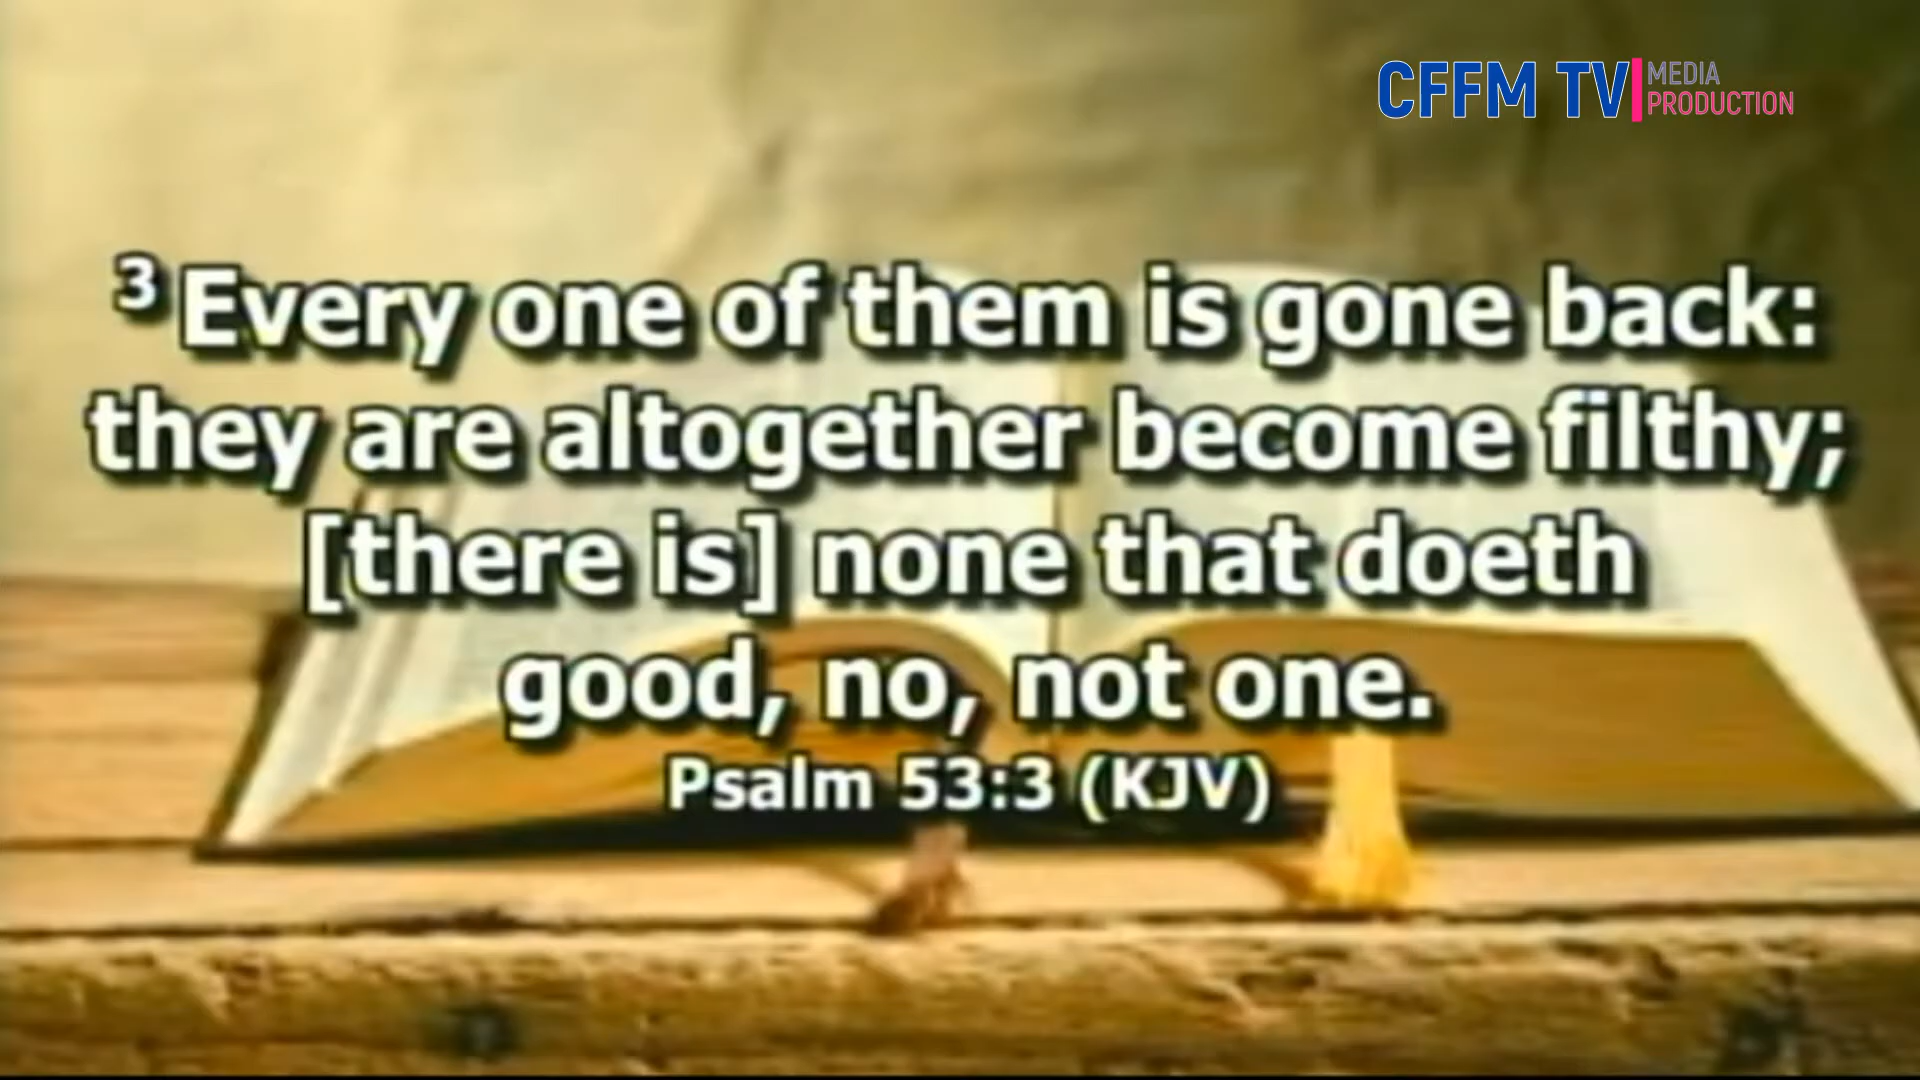 CFFM TV
MEDIA
PRODUCTION
3 Every one of them is gone back:
they are altogether become filthy;
[there is] none that doeth
good, no, not one.
Psalm 53:3 (KJV)